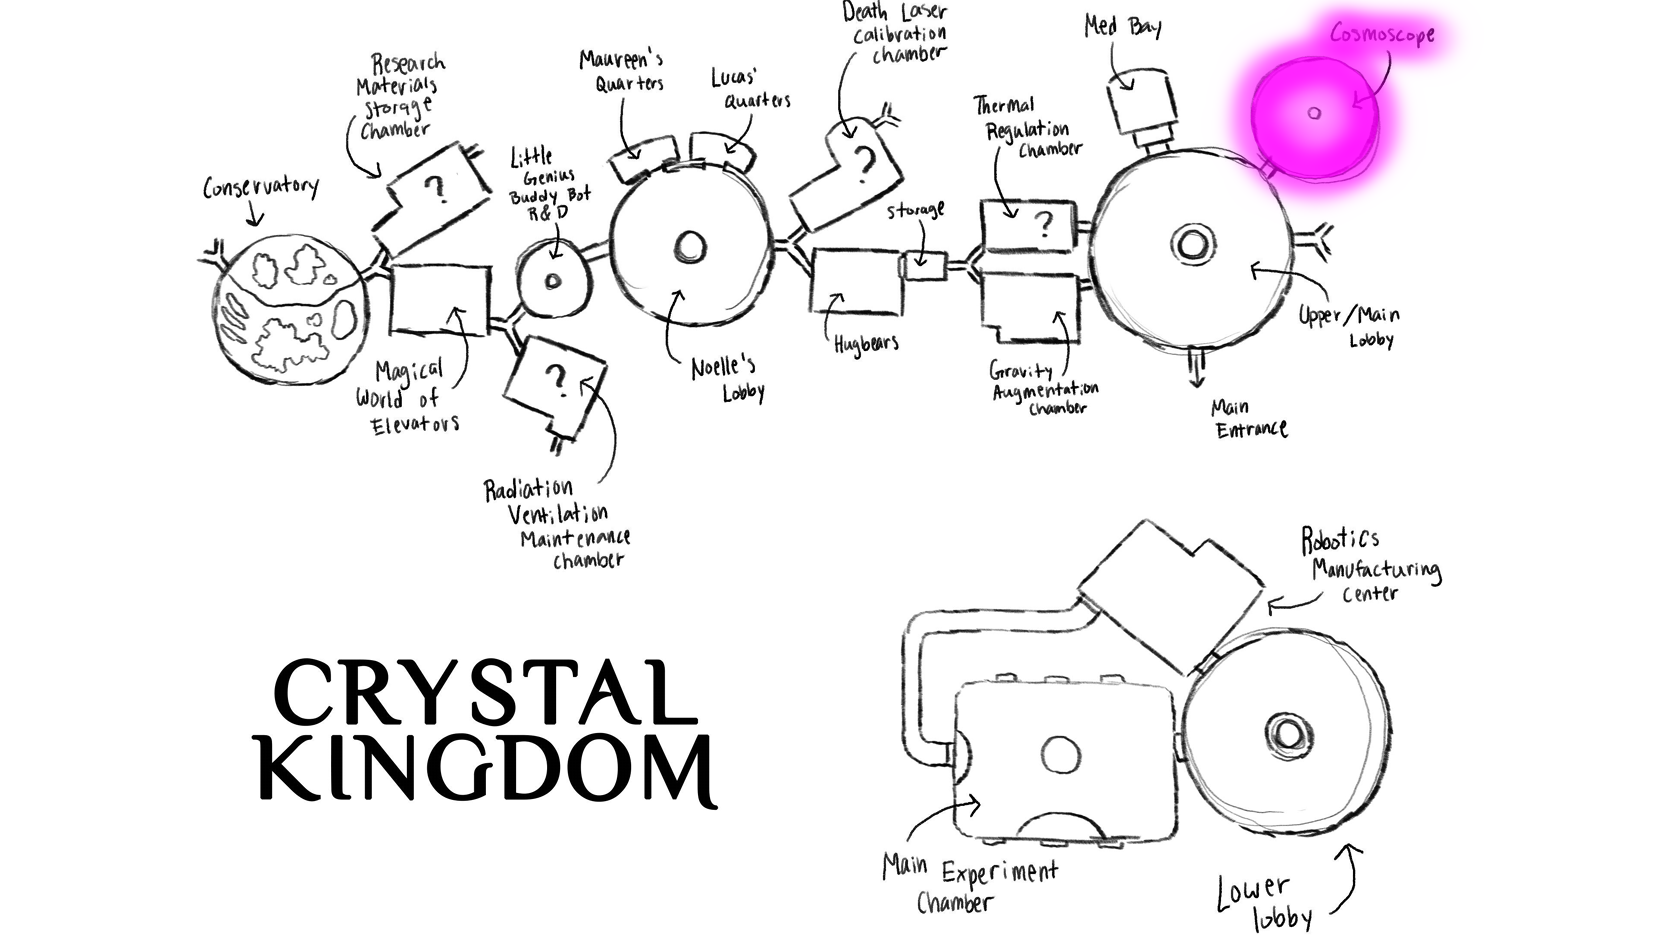 Research
Materials
Storage
Chamber
Conservatory
Magical
World of
Elevators
Little
Genius
Buddy Bot
R&D
Radiation
Ventilation
Maintenance
Chamber
Maureen's
Quarters
Lucas'
Quarters
Noelle's
Lobby
Death Laser
Calibration
Chamber
Storage
Hugbears
Thermal
Regulation
Chamber
Gravity
Augmentation
Chamber
Med Bay
Cosmoscope
Upper/Main
Lobby
Main
Entrance
?
?
?
?
CRYSTAL
KINGDOM
Robotics
Manufacturing
Center
Main Experiment
Chamber
Lower
lobby